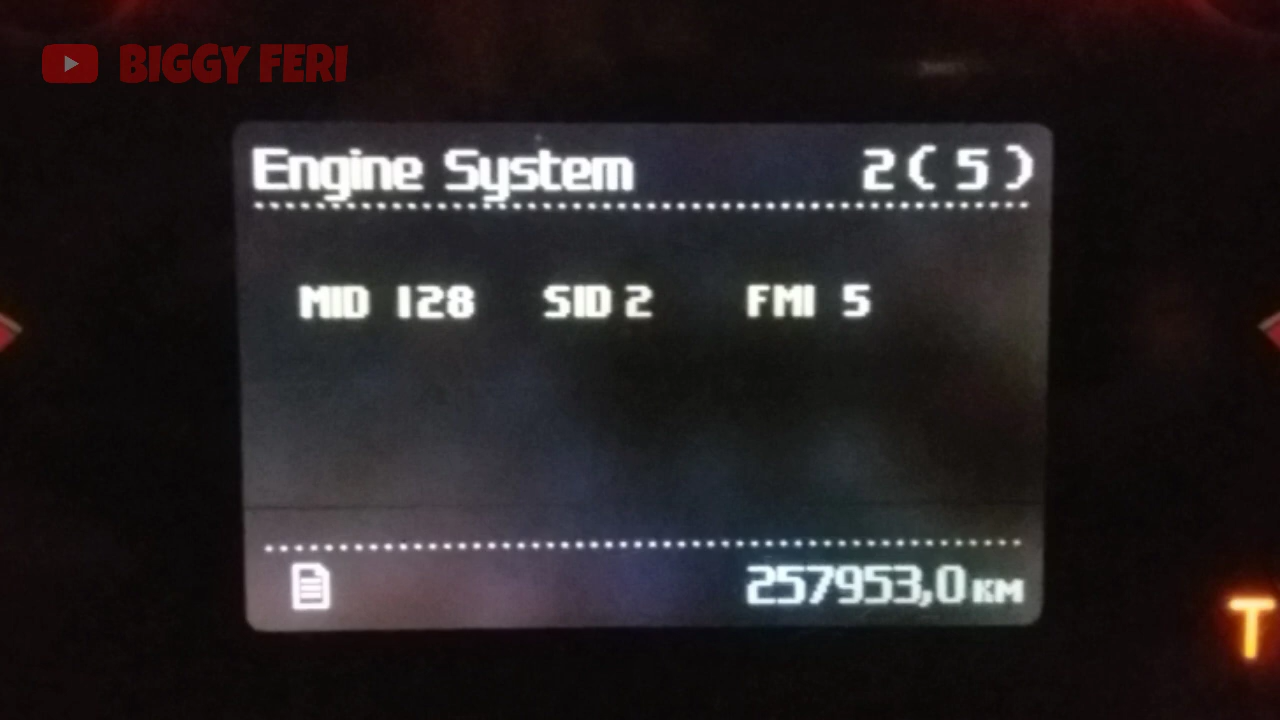 BIGGY FERI
Engine System 2(5)
MID 128 SID 2 FMI 5
257953,0 KM
T